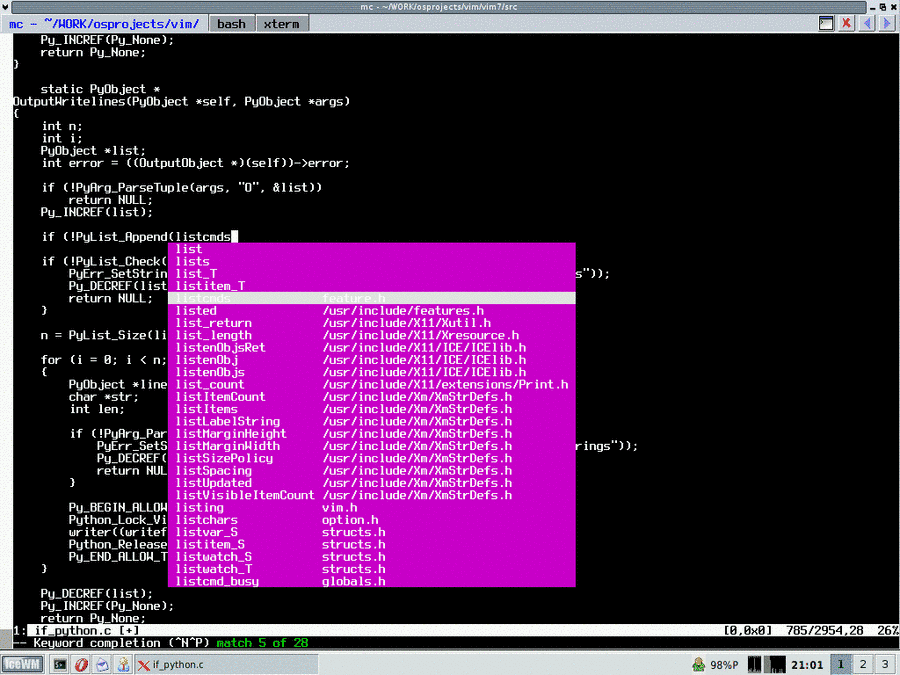 mc - ~/WORK/osprojects/vim/vim7/src
mc - ~/WORK/osprojects/vim/ bash xterm
Py_INCREF(Py_None);
return Py_None;
}
static PyObject *
OutputWritelines(PyObject *self, PyObject *args)
{
int n;
int i;
PyObject *list;
int error = ((OutputObject *)(self))->error;
if (!PyArg_ParseTuple(args, "O", &list))
return NULL;
Py_INCREF(list);
if (!PyList_Append(listcmds
list
if (!PyList_Check( lists
PyErr_SetStrin list_T s"));
Py_DECREF(list listitem_T
return NULL; listcmds feature.h
} listed /usr/include/features.h
list_return /usr/include/X11/Xutil.h
n = PyList_Size(li list_length /usr/include/X11/Xresource.h
listenObjsRet /usr/include/X11/ICE/ICElib.h
for (i = 0; i < n; listenObj /usr/include/X11/ICE/ICElib.h
{ listenObjs /usr/include/X11/ICE/ICElib.h
PyObject *line list_count /usr/include/X11/extensions/Print.h
char *str; listItemCount /usr/include/Xm/XmStrDefs.h
int len; listItems /usr/include/Xm/XmStrDefs.h
listLabelString /usr/include/Xm/XmStrDefs.h
if (!PyArg_Par listMarginHeight /usr/include/Xm/XmStrDefs.h
PyErr_SetS listMarginWidth /usr/include/Xm/XmStrDefs.h rings"));
Py_DECREF( listSizePolicy /usr/include/Xm/XmStrDefs.h
return NUL listSpacing /usr/include/Xm/XmStrDefs.h
} listUpdated /usr/include/Xm/XmStrDefs.h
listVisibleItemCount /usr/include/Xm/XmStrDefs.h
Py_BEGIN_ALLOW listing vim.h
Python_Lock_Vi listchars option.h
writer((writef listvar_S structs.h
Python_Release listitem_S structs.h
Py_END_ALLOW_T listwatch_S structs.h
} listwatch_T structs.h
listcmd_busy globals.h
Py_DECREF(list);
Py_INCREF(Py_None);
return Py_None;
1: if_python.c [+] [0,0x0] 785/2954,28 26%
-- Keyword completion (^N^P) match 5 of 28
IceWM if_python.c 98%P 21:01 1 2 3